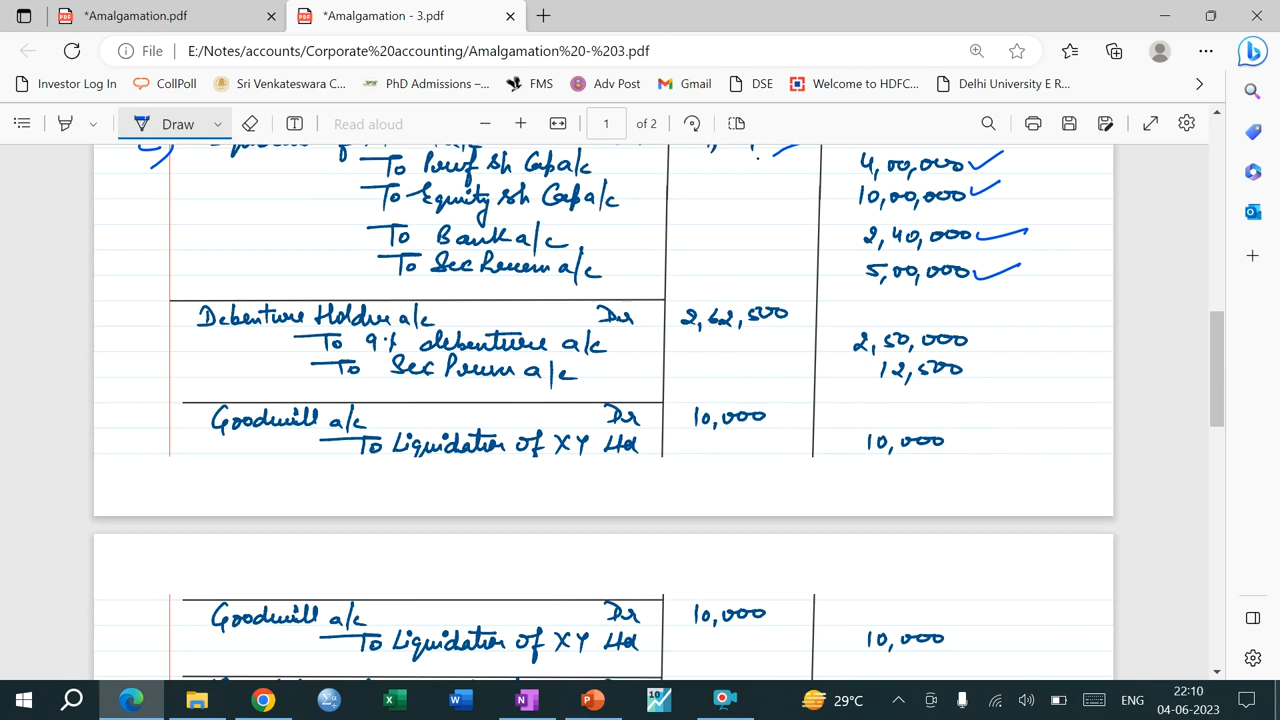 *Amalgamation.pdf
*Amalgamation - 3.pdf
File E:/Notes/accounts/Corporate%20accounting/Amalgamation%20-%203.pdf
Investor Log In CollPoll Sri Venkateswara C... PhD Admissions –... FMS Adv Post Gmail DSE Welcome to HDFC... Delhi University E R...
Draw Read aloud 1 of 2
To Pref Sh Cap a/c 4,00,000
To Equity Sh Cap a/c 10,00,000
To Bank a/c 2,40,000
To Sec Prem a/c 5,00,000
Debenture Holder a/c Dr 2,62,500
To 9% debenture a/c 2,50,000
To Sec Prem a/c 12,500
Goodwill a/c Dr 10,000
To Liquidation of XY Ltd 10,000
Goodwill a/c Dr 10,000
To Liquidation of XY Ltd 10,000
29°C ENG 22:10
04-06-2023